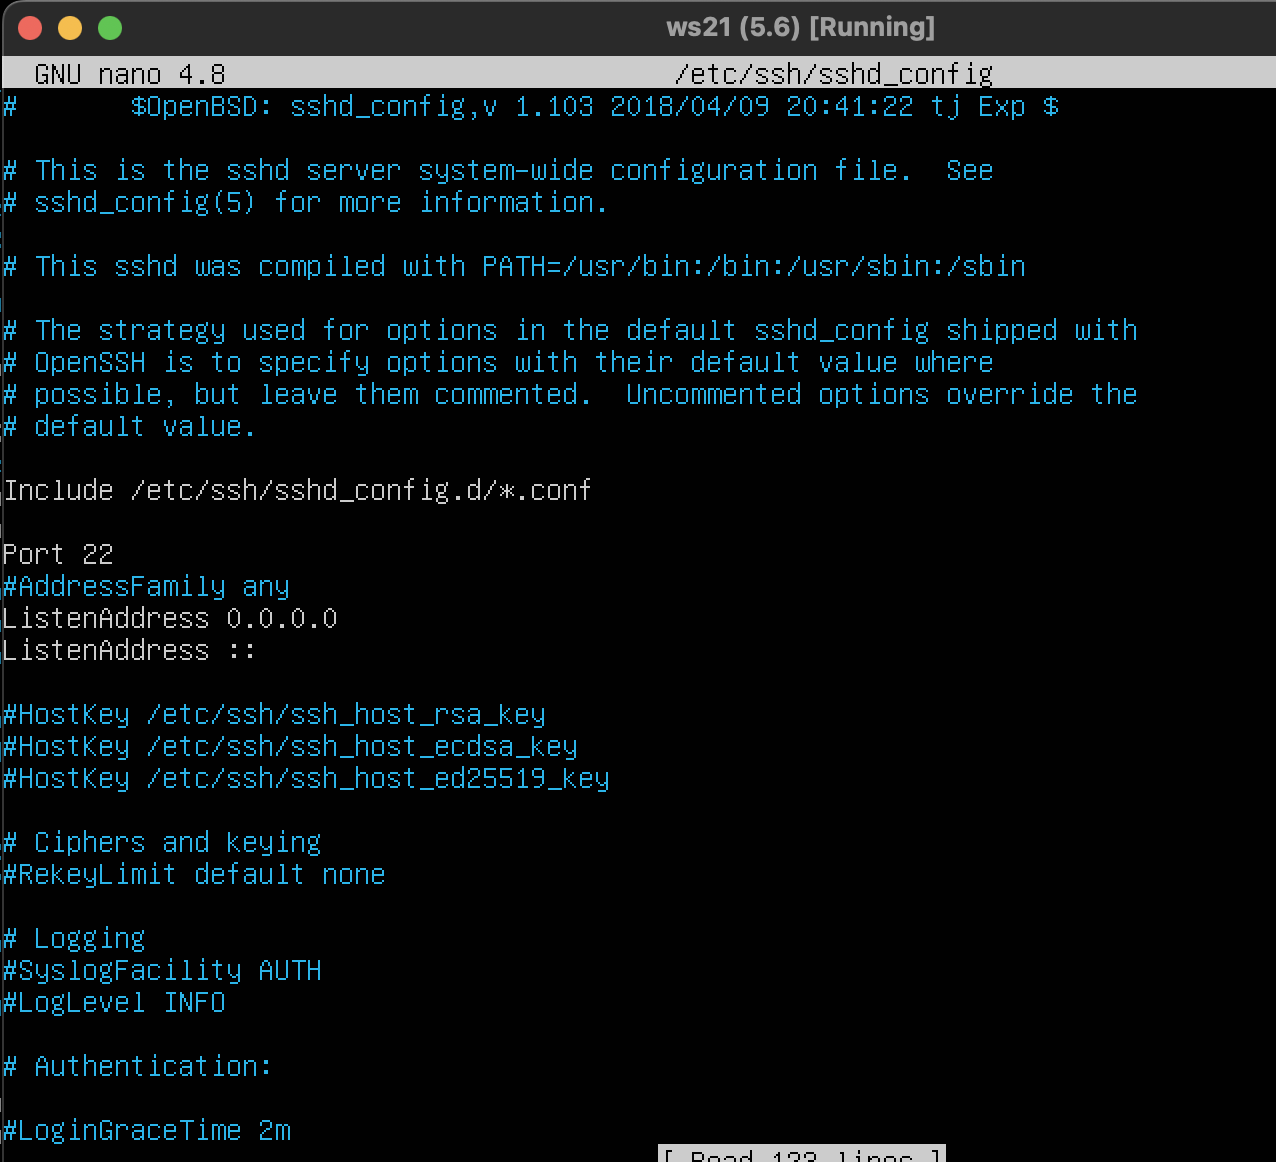 ws21 (5.6) [Running]
GNU nano 4.8 /etc/ssh/sshd_config
# $OpenBSD: sshd_config,v 1.103 2018/04/09 20:41:22 tj Exp $
# This is the sshd server system-wide configuration file. See
# sshd_config(5) for more information.
# This sshd was compiled with PATH=/usr/bin:/bin:/usr/sbin:/sbin
# The strategy used for options in the default sshd_config shipped with
# OpenSSH is to specify options with their default value where
# possible, but leave them commented. Uncommented options override the
# default value.
Include /etc/ssh/sshd_config.d/*.conf
Port 22
#AddressFamily any
ListenAddress 0.0.0.0
ListenAddress ::
#HostKey /etc/ssh/ssh_host_rsa_key
#HostKey /etc/ssh/ssh_host_ecdsa_key
#HostKey /etc/ssh/ssh_host_ed25519_key
# Ciphers and keying
#RekeyLimit default none
# Logging
#SyslogFacility AUTH
#LogLevel INFO
# Authentication:
#LoginGraceTime 2m
[ Read 133 lines ]